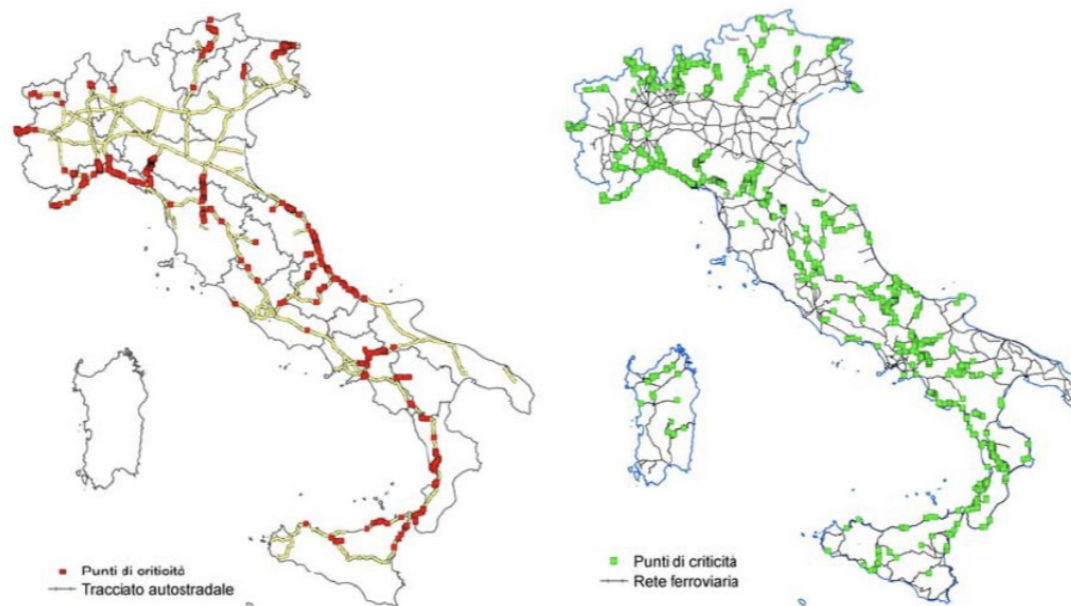 Punti di criticità
Tracciato autostradale
Punti di criticità
Rete ferroviaria